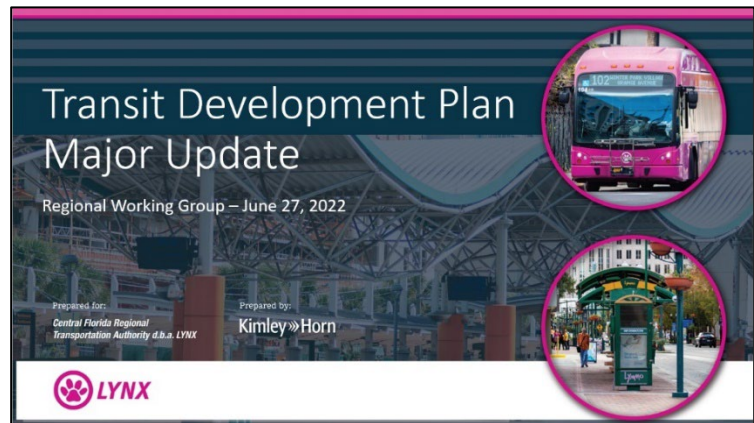 Transit Development Plan
Major Update
Regional Working Group – June 27, 2022
Prepared for:
Central Florida Regional
Transportation Authority d.b.a. LYNX
Prepared by:
Kimley»Horn
LYNX
102